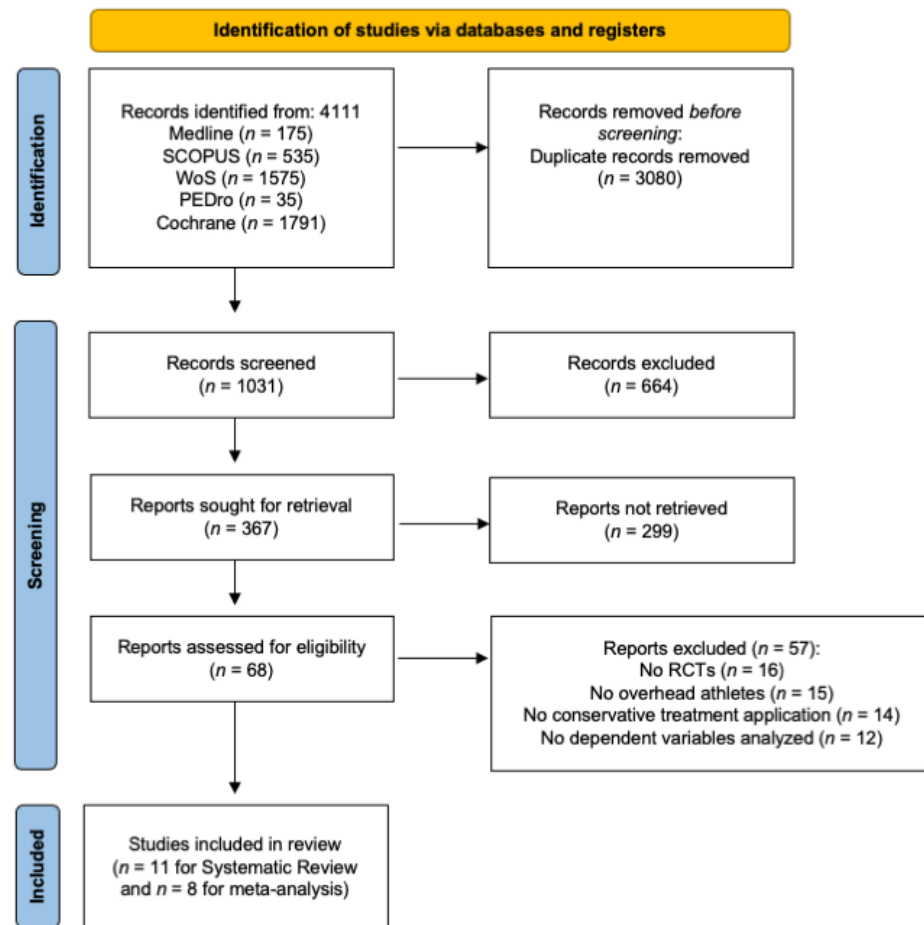 Identification of studies via databases and registers
Identification
Records identified from: 4111
Medline (n = 175)
SCOPUS (n = 535)
WoS (n = 1575)
PEDro (n = 35)
Cochrane (n = 1791)
Records removed before
screening:
Duplicate records removed
(n = 3080)
Screening
Records screened
(n = 1031)
Records excluded
(n = 664)
Reports sought for retrieval
(n = 367)
Reports not retrieved
(n = 299)
Reports assessed for eligibility
(n = 68)
Reports excluded (n = 57):
No RCTs (n = 16)
No overhead athletes (n = 15)
No conservative treatment application (n = 14)
No dependent variables analyzed (n = 12)
Included
Studies included in review
(n = 11 for Systematic Review
and n = 8 for meta-analysis)